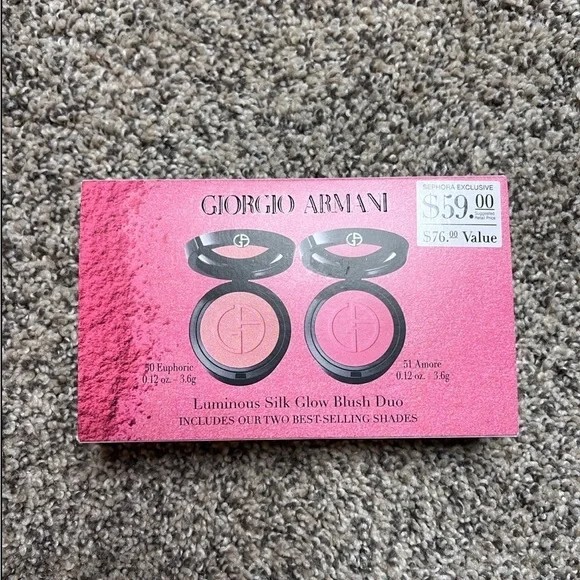 GIORGIO ARMANI
SEPHORA EXCLUSIVE
$59.00
Suggested
Retail Price
$76.00 Value
50 Euphoric
0.12 oz. - 3.6g
51 Amore
0.12 oz. - 3.6g
Luminous Silk Glow Blush Duo
INCLUDES OUR TWO BEST-SELLING SHADES